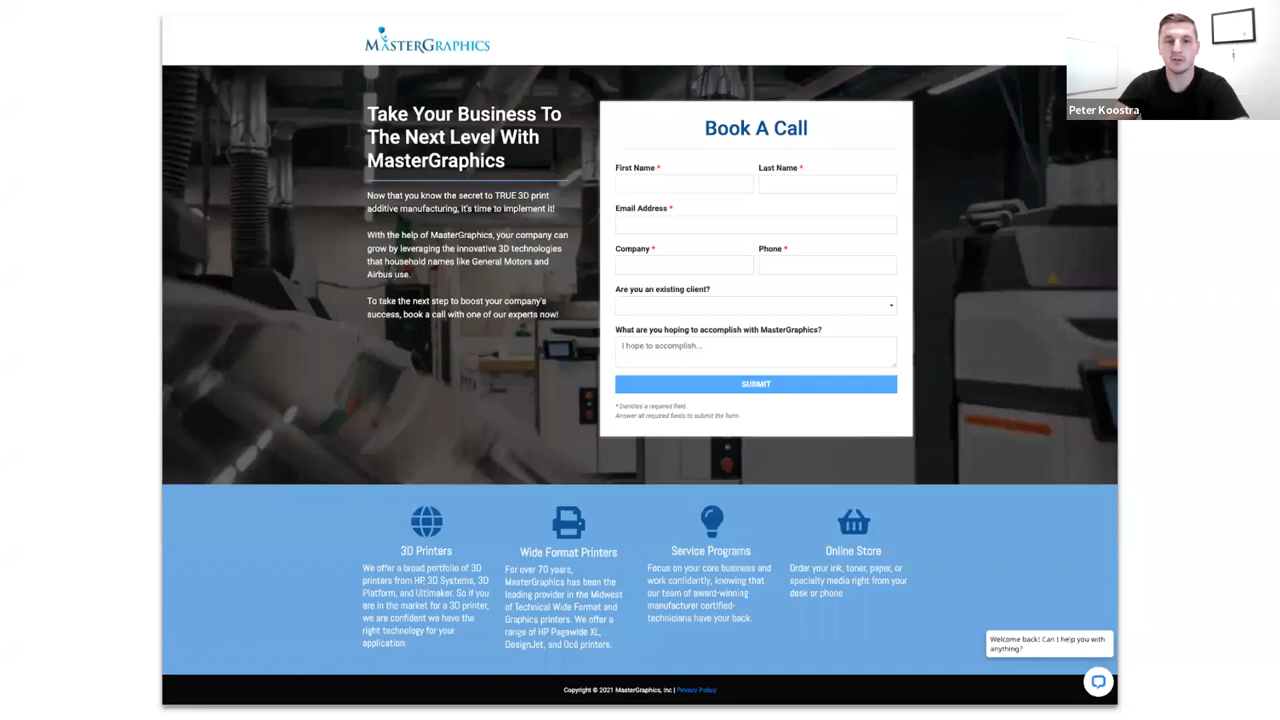 MASTERGRAPHICS
Peter Koostra
Take Your Business To
The Next Level With
MasterGraphics
Now that you know the secret to TRUE 3D print
additive manufacturing, it's time to implement it!
With the help of MasterGraphics, your company can
grow by leveraging the innovative 3D technologies
that household names like General Motors and
Airbus use.
To take the next step to boost your company's
success, book a call with one of our experts now!
Book A Call
First Name *
Last Name *
Email Address *
Company *
Phone *
Are you an existing client?
What are you hoping to accomplish with MasterGraphics?
I hope to accomplish...
SUBMIT
* Denotes a required field.
Answer all required fields to submit the form.
3D Printers
We offer a broad portfolio of 3D
printers from HP, 3D Systems, 3D
Platform, and Ultimaker. So if you
are in the market for a 3D printer,
we are confident we have the
right technology for your
application.
Wide Format Printers
For over 70 years,
MasterGraphics has been the
leading provider in the Midwest
of Technical Wide Format and
Graphics printers. We offer a
range of HP Pagewide XL,
DesignJet, and Océ printers.
Service Programs
Focus on your core business and
work confidently, knowing that
our team of award-winning
manufacturer certified-
technicians have your back.
Online Store
Order your ink, toner, paper, or
specialty media right from your
desk or phone.
Welcome back! Can I help you with
anything?
Copyright © 2021 MasterGraphics, Inc | Privacy Policy